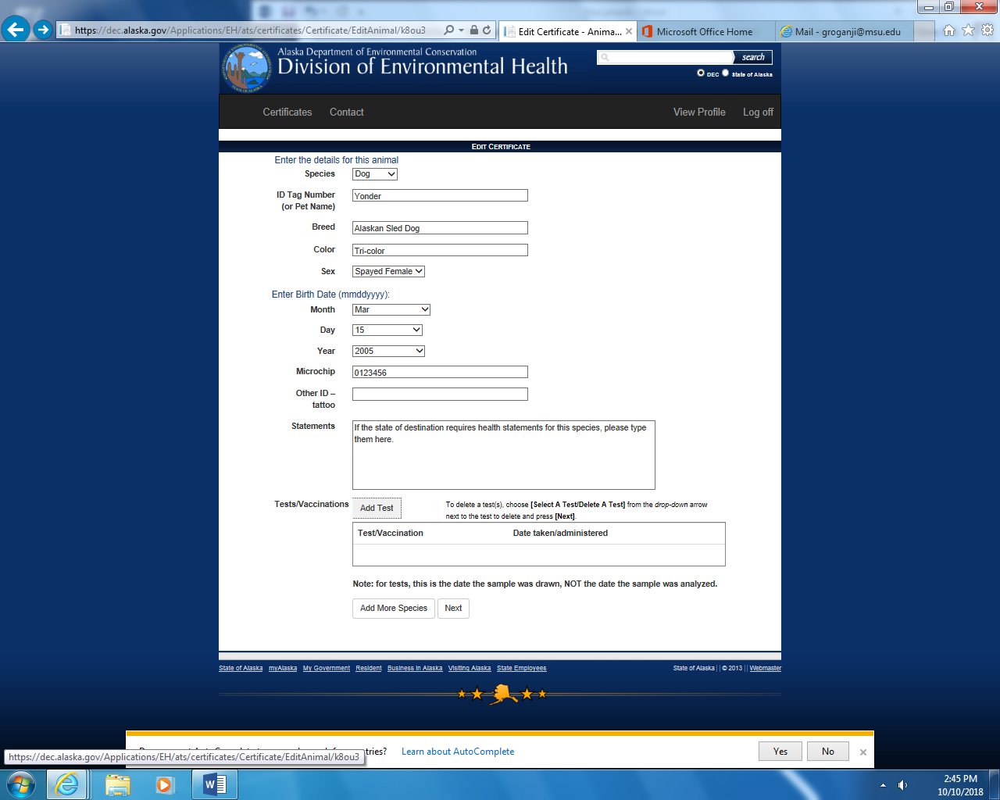 https://dec.alaska.gov/Applications/EH/ats/certificates/Certificate/EditAnimal/k8ou3
Edit Certificate - Anima...
Microsoft Office Home
Mail - groganji@msu.edu
Alaska Department of Environmental Conservation
Division of Environmental Health
search
DEC State of Alaska
Certificates Contact View Profile Log off
EDIT CERTIFICATE
Enter the details for this animal
Species Dog
ID Tag Number Yonder
(or Pet Name)
Breed Alaskan Sled Dog
Color Tri-color
Sex Spayed Female
Enter Birth Date (mmddyyyy):
Month Mar
Day 15
Year 2005
Microchip 0123456
Other ID –
tattoo
Statements If the state of destination requires health statements for this species, please type
them here.
Tests/Vaccinations Add Test To delete a test(s), choose [Select A Test/Delete A Test] from the drop-down arrow
next to the test to delete and press [Next].
Test/Vaccination Date taken/administered
Note: for tests, this is the date the sample was drawn, NOT the date the sample was analyzed.
Add More Species Next
State of Alaska myAlaska My Government Resident Business in Alaska Visiting Alaska State Employees State of Alaska | | © 2013 | | Webmaster
Learn about AutoComplete Yes No
https://dec.alaska.gov/Applications/EH/ats/certificates/Certificate/EditAnimal/k8ou3
2:45 PM
10/10/2018